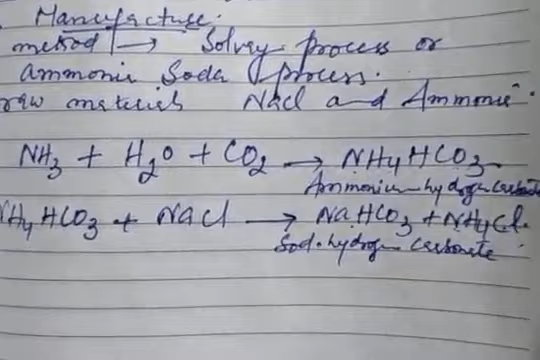 Manufacture.
method → Solvay process or
ammonia Soda process.
raw materials NaCl and Ammonia
NH3 + H2O + CO2 → NH4HCO3
Ammonium hydrogen carbonate
NH4HCO3 + NaCl → NaHCO3 + NH4Cl.
Sod. hydrogen carbonate